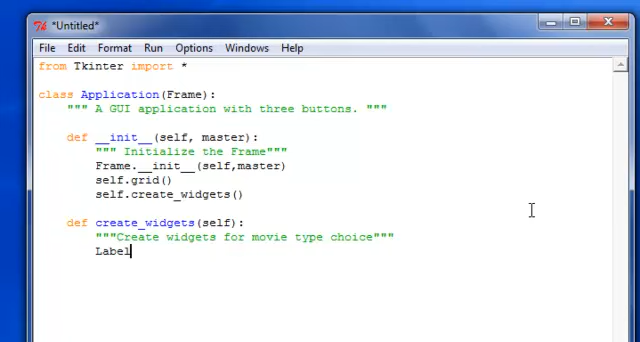 *Untitled*
File Edit Format Run Options Windows Help
from Tkinter import *
class Application(Frame):
""" A GUI application with three buttons. """
def __init__(self, master):
""" Initialize the Frame"""
Frame.__init__(self,master)
self.grid()
self.create_widgets()
def create_widgets(self):
"""Create widgets for movie type choice"""
Label